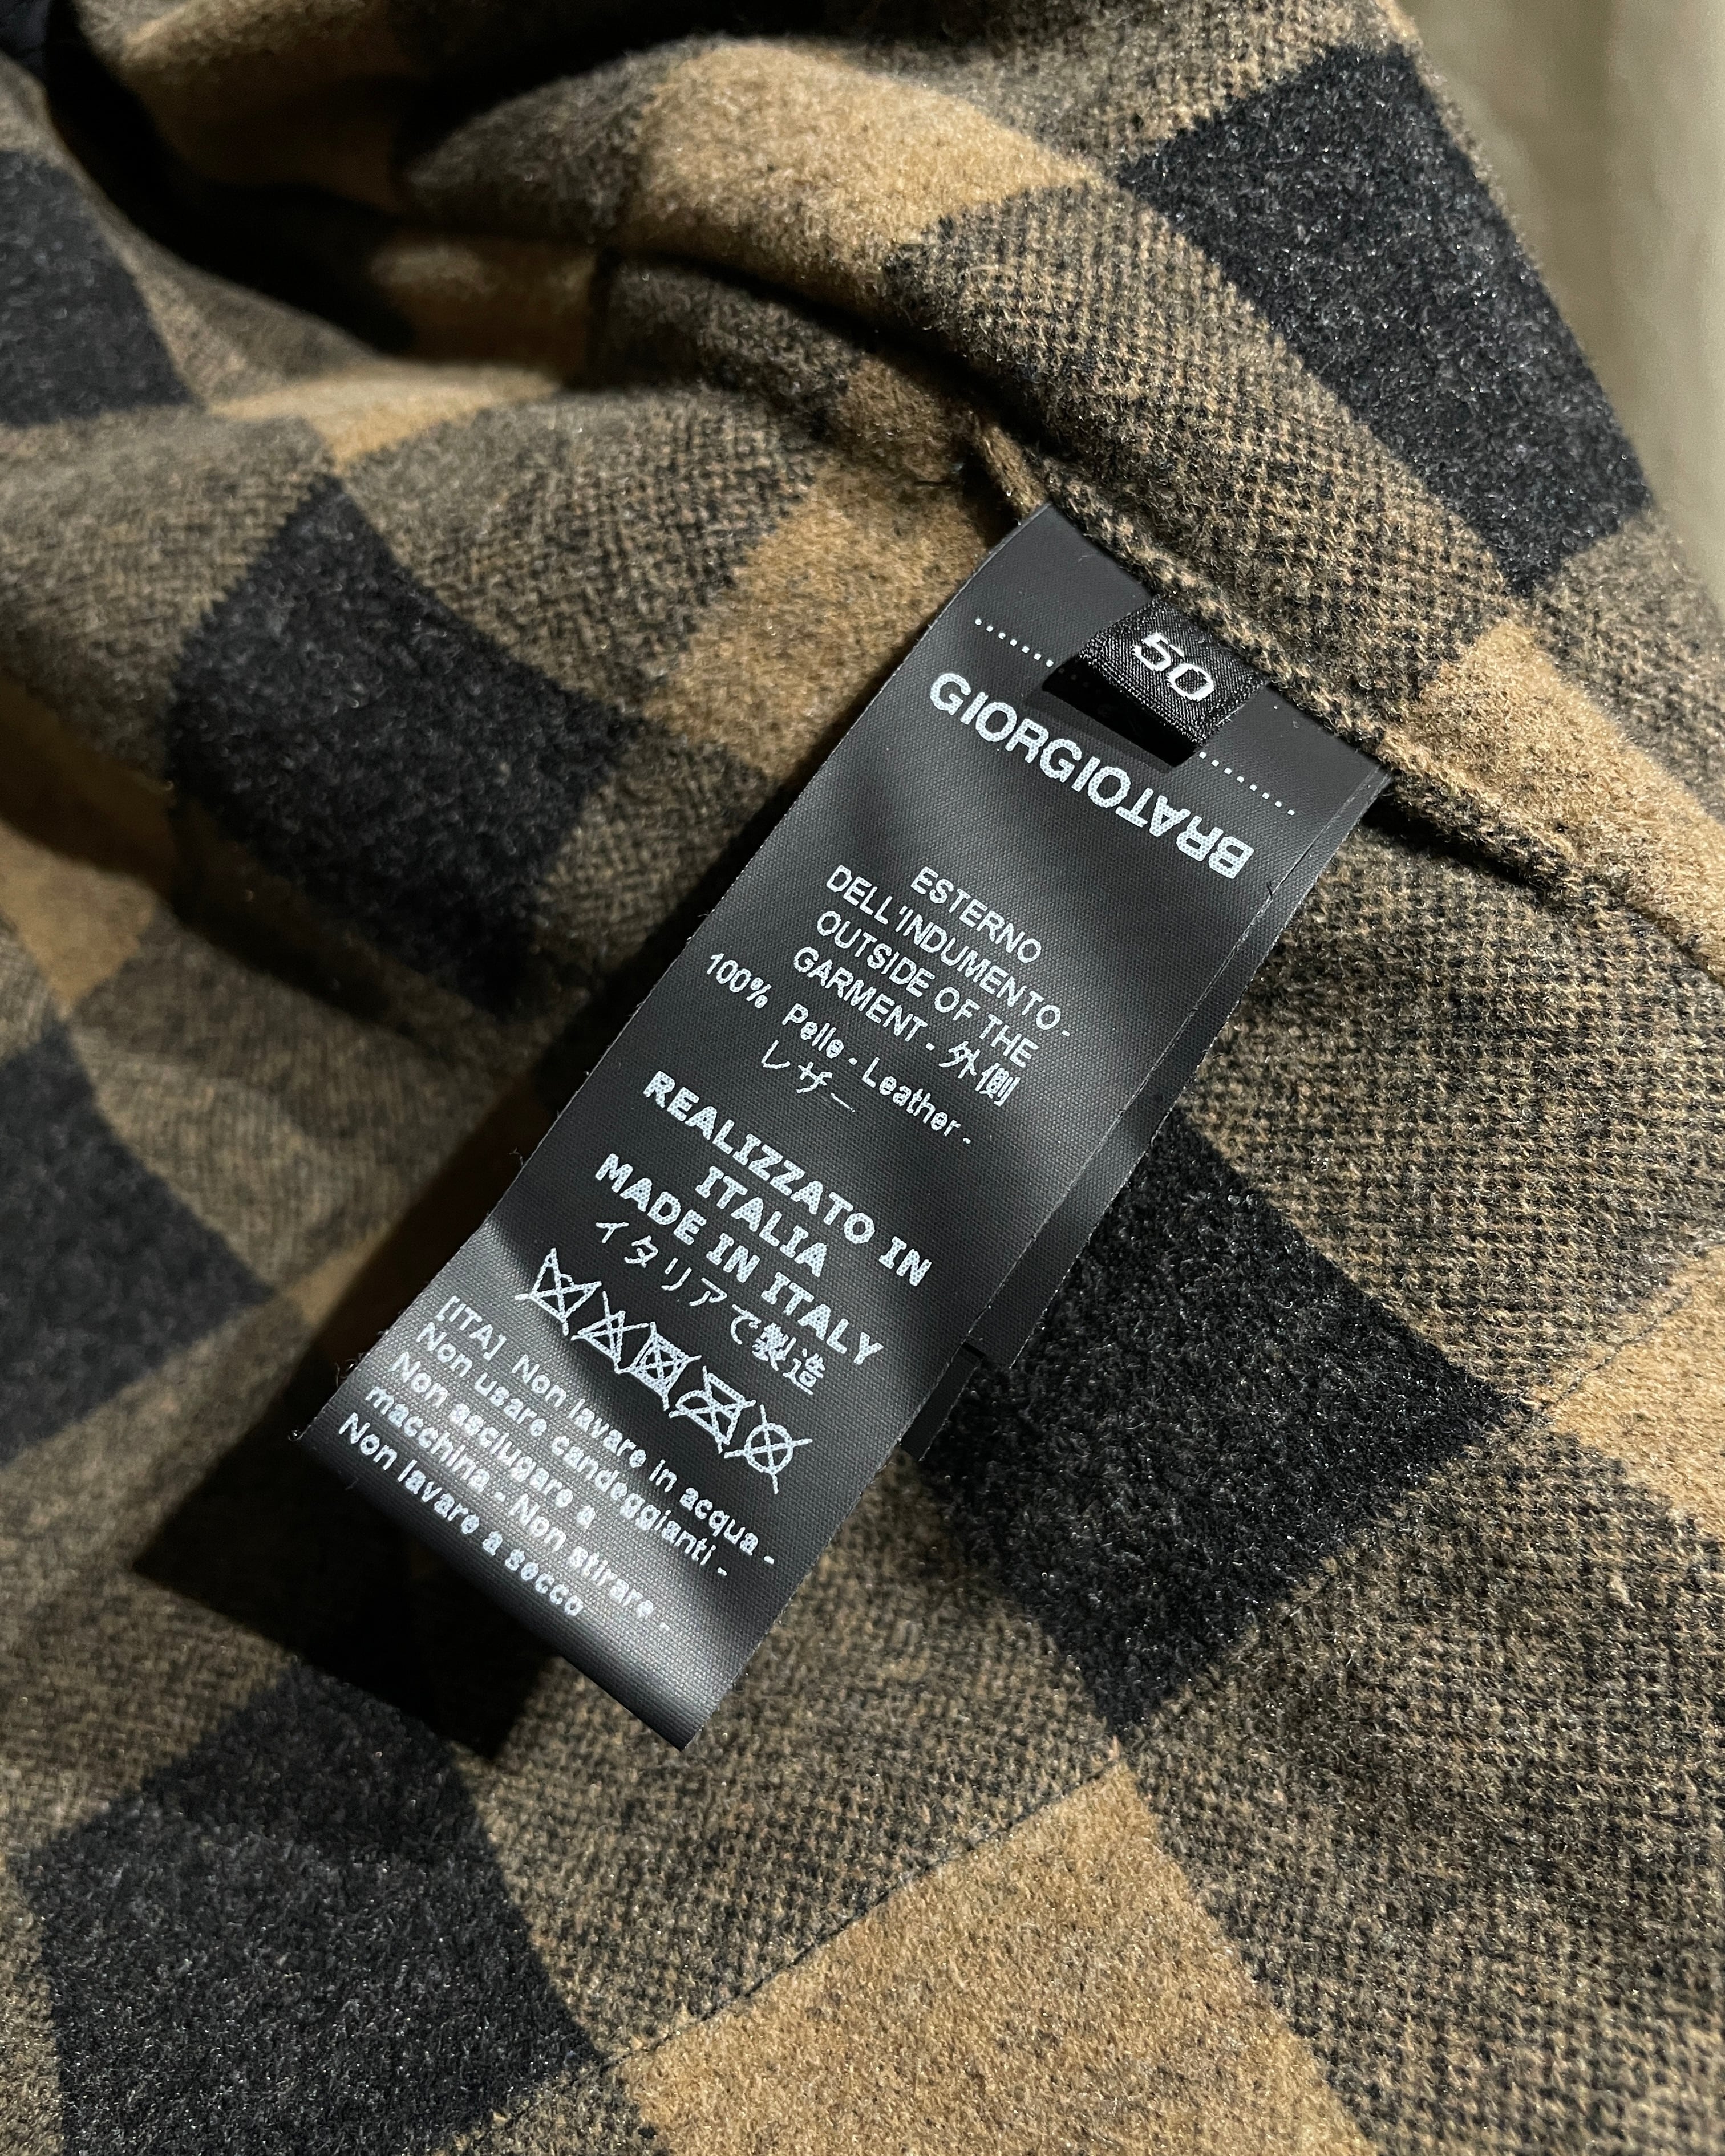 50
GIORGIOBRATO
ESTERNO
DELL'INDUMENTO-
OUTSIDE OF THE
GARMENT - 外側
100% Pelle - Leather -
レザー
REALIZZATO IN
ITALIA
MADE IN ITALY
イタリアで製造
[ITA] Non lavare in acqua -
Non usare candeggianti -
Non asciugare a
macchina - Non stirare -
Non lavare a secco